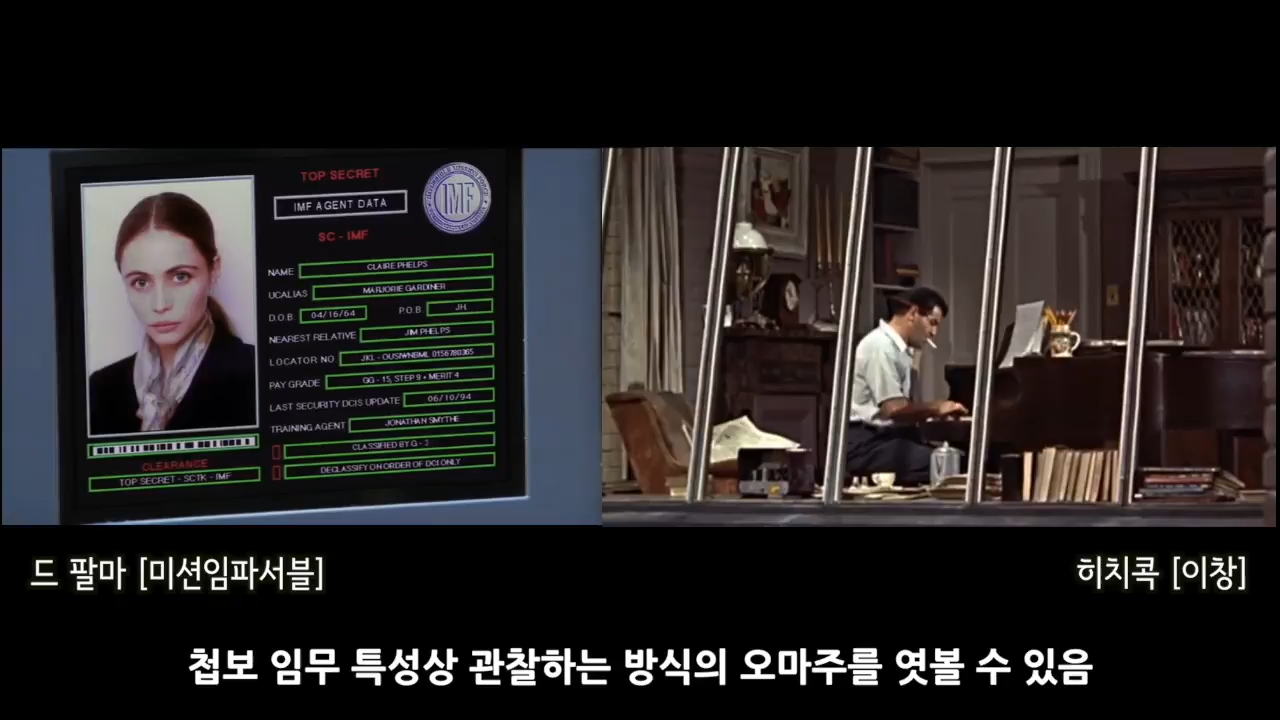 TOP SECRET
IMF AGENT DATA
IMF
SC - IMF
NAME CLAIRE PHELPS
UCALIAS MARJORIE GARDINER
D.O.B. 04/16/64 P.O.B. JH
NEAREST RELATIVE JIM PHELPS
LOCATOR NO JKL - OUSIWNBML 0156780365
PAY GRADE GG - 15, STEP 9 + MERIT 4
LAST SECURITY DCIS UPDATE 06/10/94
TRAINING AGENT JONATHAN SMYTHE
CLASSIFIED BY G - 3
DECLASSIFY ON ORDER OF DCI ONLY
CLEARANCE
TOP SECRET - SCTK - IMF
드 팔마 [미션임파서블]
히치콕 [이창]
첩보 임무 특성상 관찰하는 방식의 오마주를 엿볼 수 있음